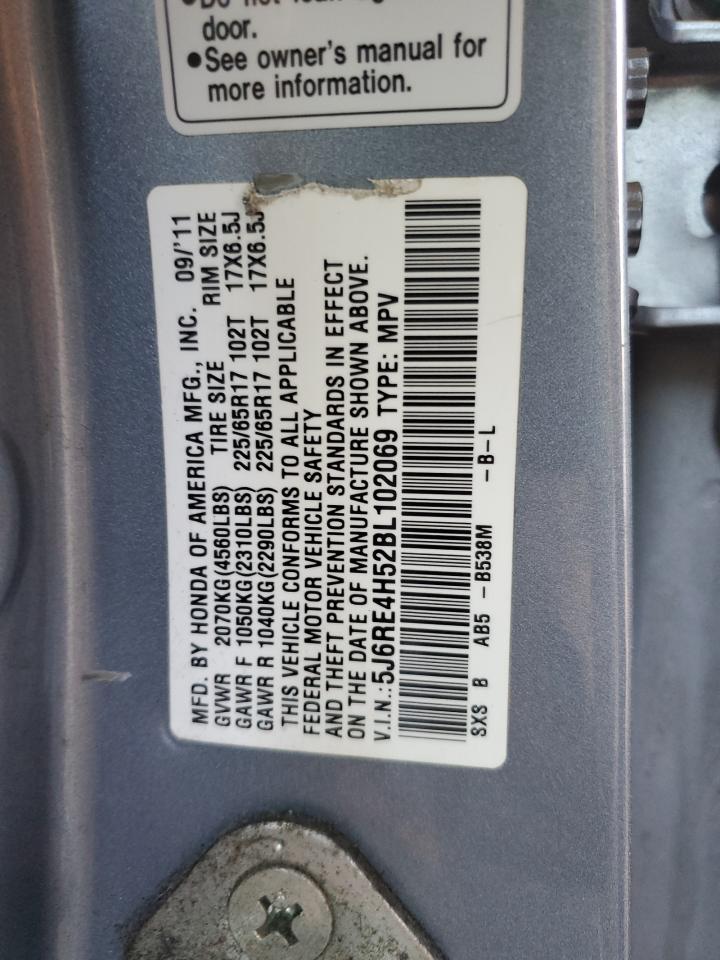 door.
●See owner's manual for
more information.
MFD. BY HONDA OF AMERICA MFG., INC. 09/'11
GVWR 2070KG(4560LBS) TIRE SIZE RIM SIZE
GAWR F 1050KG(2310LBS) 225/65R17 102T 17X6.5J
GAWR R 1040KG(2290LBS) 225/65R17 102T 17X6.5J
THIS VEHICLE CONFORMS TO ALL APPLICABLE
FEDERAL MOTOR VEHICLE SAFETY
AND THEFT PREVENTION STANDARDS IN EFFECT
ON THE DATE OF MANUFACTURE SHOWN ABOVE.
V.I.N.:5J6RE4H52BL102069 TYPE: MPV
SXS B AB5 -B538M -B-L